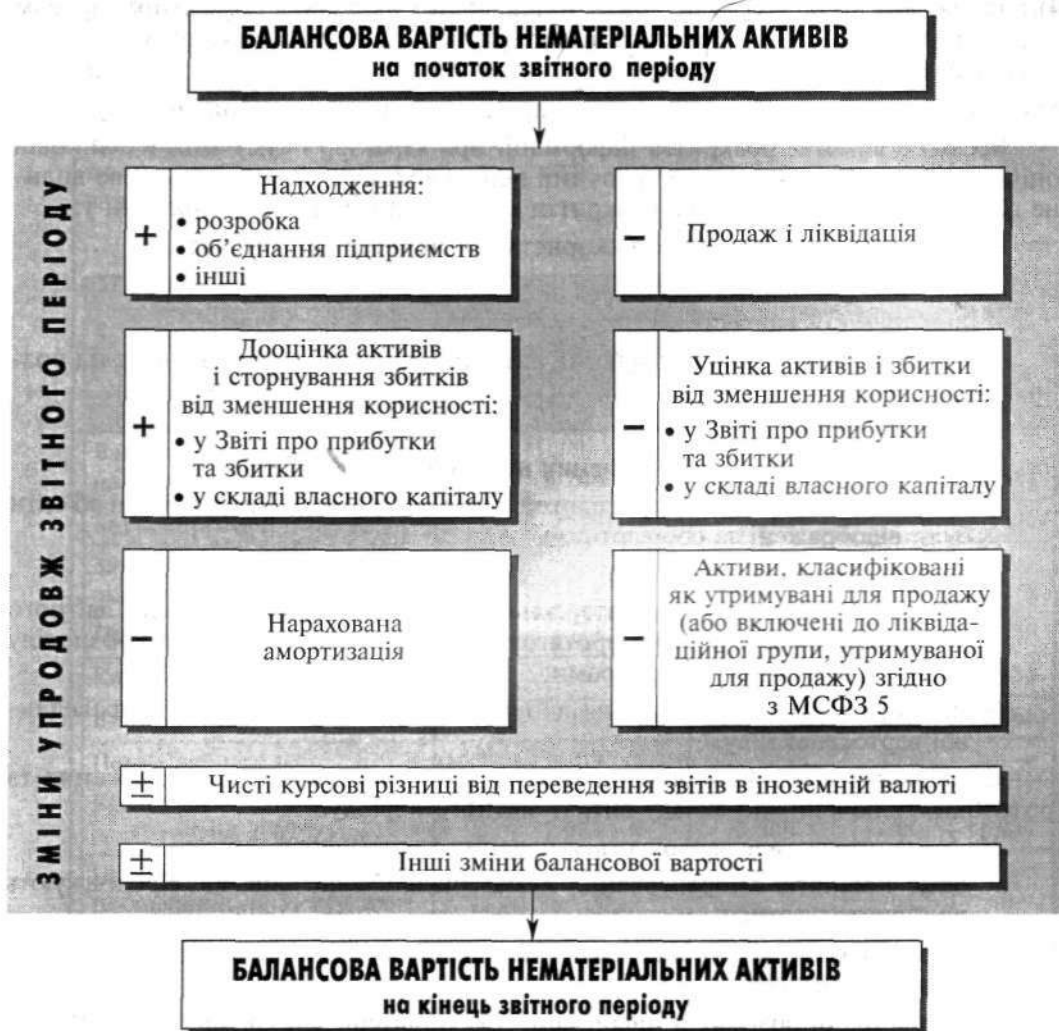 БАЛАНСОВА ВАРТІСТЬ НЕМАТЕРІАЛЬНИХ АКТИВІВ
на початок звітного періоду
ЗМІНИ УПРОДОВЖ ЗВІТНОГО ПЕРІОДУ
+
Надходження:
• розробка
• об’єднання підприємств
• інші
–
Продаж і ліквідація
+
Дооцінка активів
і сторнування збитків
від зменшення корисності:
• у Звіті про прибутки
та збитки
• у складі власного капіталу
–
Уцінка активів і збитки
від зменшення корисності:
• у Звіті про прибутки
та збитки
• у складі власного капіталу
–
Нарахована
амортизація
–
Активи, класифіковані
як утримувані для продажу
(або включені до ліквіда-
ційної групи, утримуваної
для продажу) згідно
з МСФЗ 5
± Чисті курсові різниці від переведення звітів в іноземній валюті
± Інші зміни балансової вартості
БАЛАНСОВА ВАРТІСТЬ НЕМАТЕРІАЛЬНИХ АКТИВІВ
на кінець звітного періоду